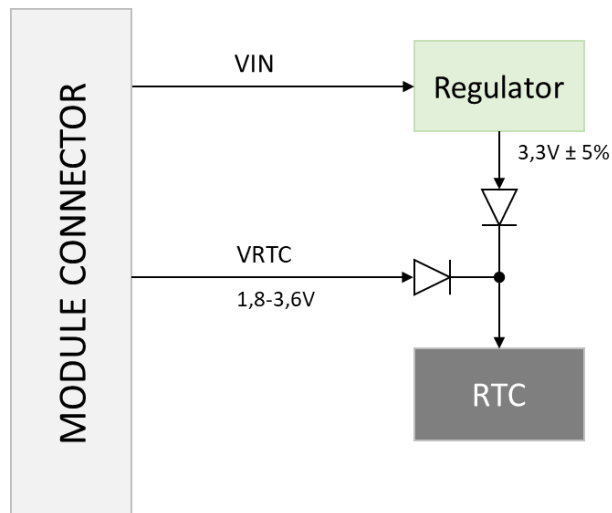 MODULE CONNECTOR
VIN
Regulator
3,3V ± 5%
VRTC
1,8-3,6V
RTC